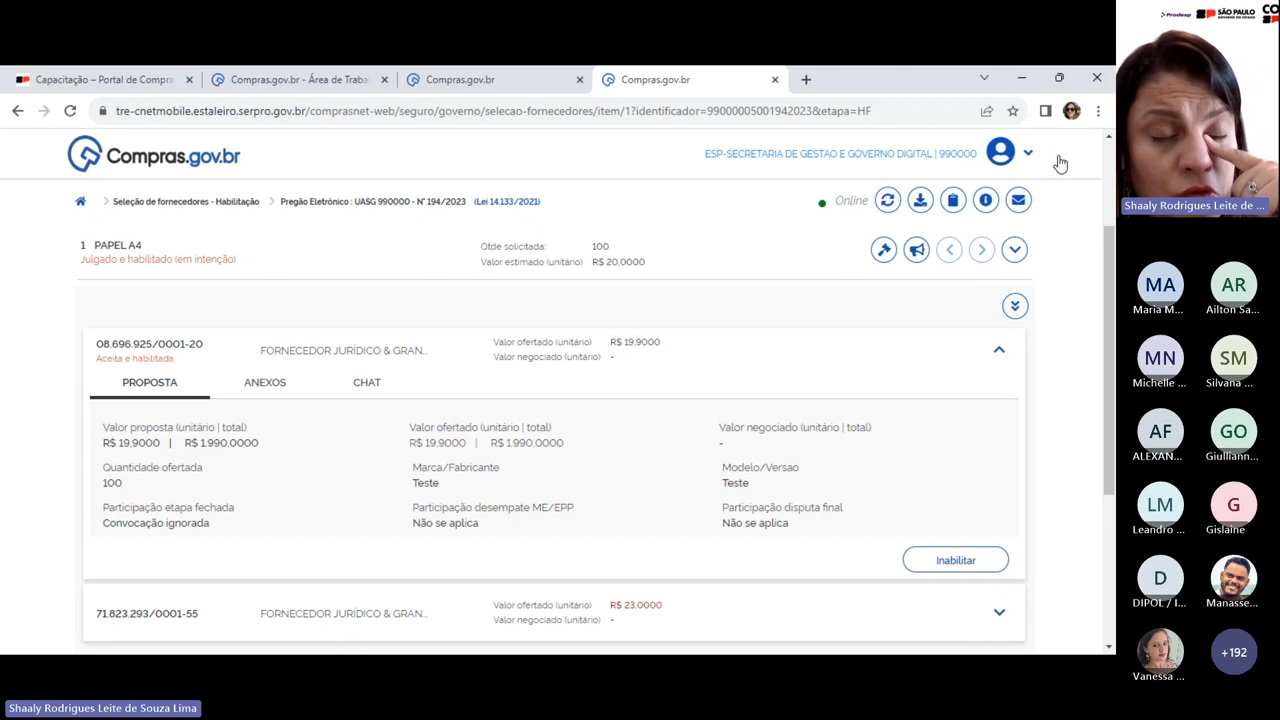 Prodesp SÃO PAULO GOVERNO DO ESTADO CO
Capacitação – Portal de Compra
Compras.gov.br - Área de Traba
Compras.gov.br
Compras.gov.br
tre-cnetmobile.estaleiro.serpro.gov.br/comprasnet-web/seguro/governo/selecao-fornecedores/item/1?identificador=99000005001942023&etapa=HF
Compras.gov.br
ESP-SECRETARIA DE GESTAO E GOVERNO DIGITAL | 990000
Seleção de fornecedores - Habilitação
Pregão Eletrônico : UASG 990000 - N° 194/2023 (Lei 14.133/2021)
Online
1 PAPEL A4
Julgado e habilitado (em intenção)
Qtde solicitada: 100
Valor estimado (unitário) R$ 20,0000
08.696.925/0001-20
Aceita e habilitada
FORNECEDOR JURÍDICO & GRAN...
Valor ofertado (unitário) R$ 19,9000
Valor negociado (unitário) -
PROPOSTA ANEXOS CHAT
Valor proposta (unitário | total) Valor ofertado (unitário | total) Valor negociado (unitário | total)
R$ 19,9000 | R$ 1.990,0000 R$ 19,9000 | R$ 1.990,0000 -
Quantidade ofertada Marca/Fabricante Modelo/Versao
100 Teste Teste
Participação etapa fechada Participação desempate ME/EPP Participação disputa final
Convocação ignorada Não se aplica Não se aplica
Inabilitar
71.823.293/0001-55
FORNECEDOR JURÍDICO & GRAN...
Valor ofertado (unitário) R$ 23,0000
Valor negociado (unitário) -
Shaaly Rodrigues Leite de ...
MA AR
Maria M... Ailton Sa...
MN SM
Michelle ... Silvana ...
AF GO
ALEXAN... Giulliann...
LM G
Leandro ... Gislaine
D
DIPOL / I... Manasse...
+192
Vanessa ...
Shaaly Rodrigues Leite de Souza Lima